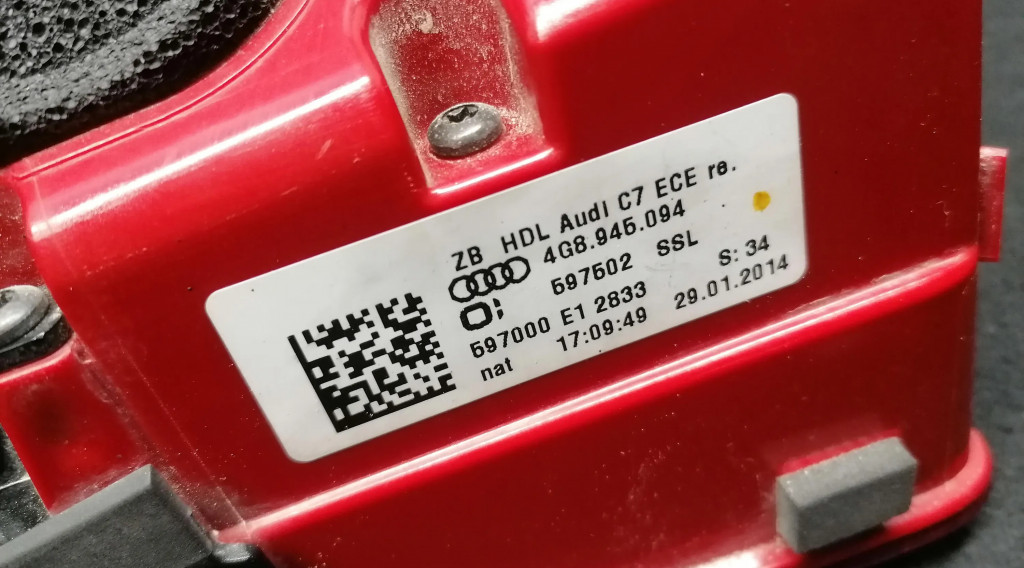 ZB HDL Audi C7 ECE re.
4G8.945.094
597502 SSL
597000 E1 2833 S: 34
nat 17:09:49 29.01.2014